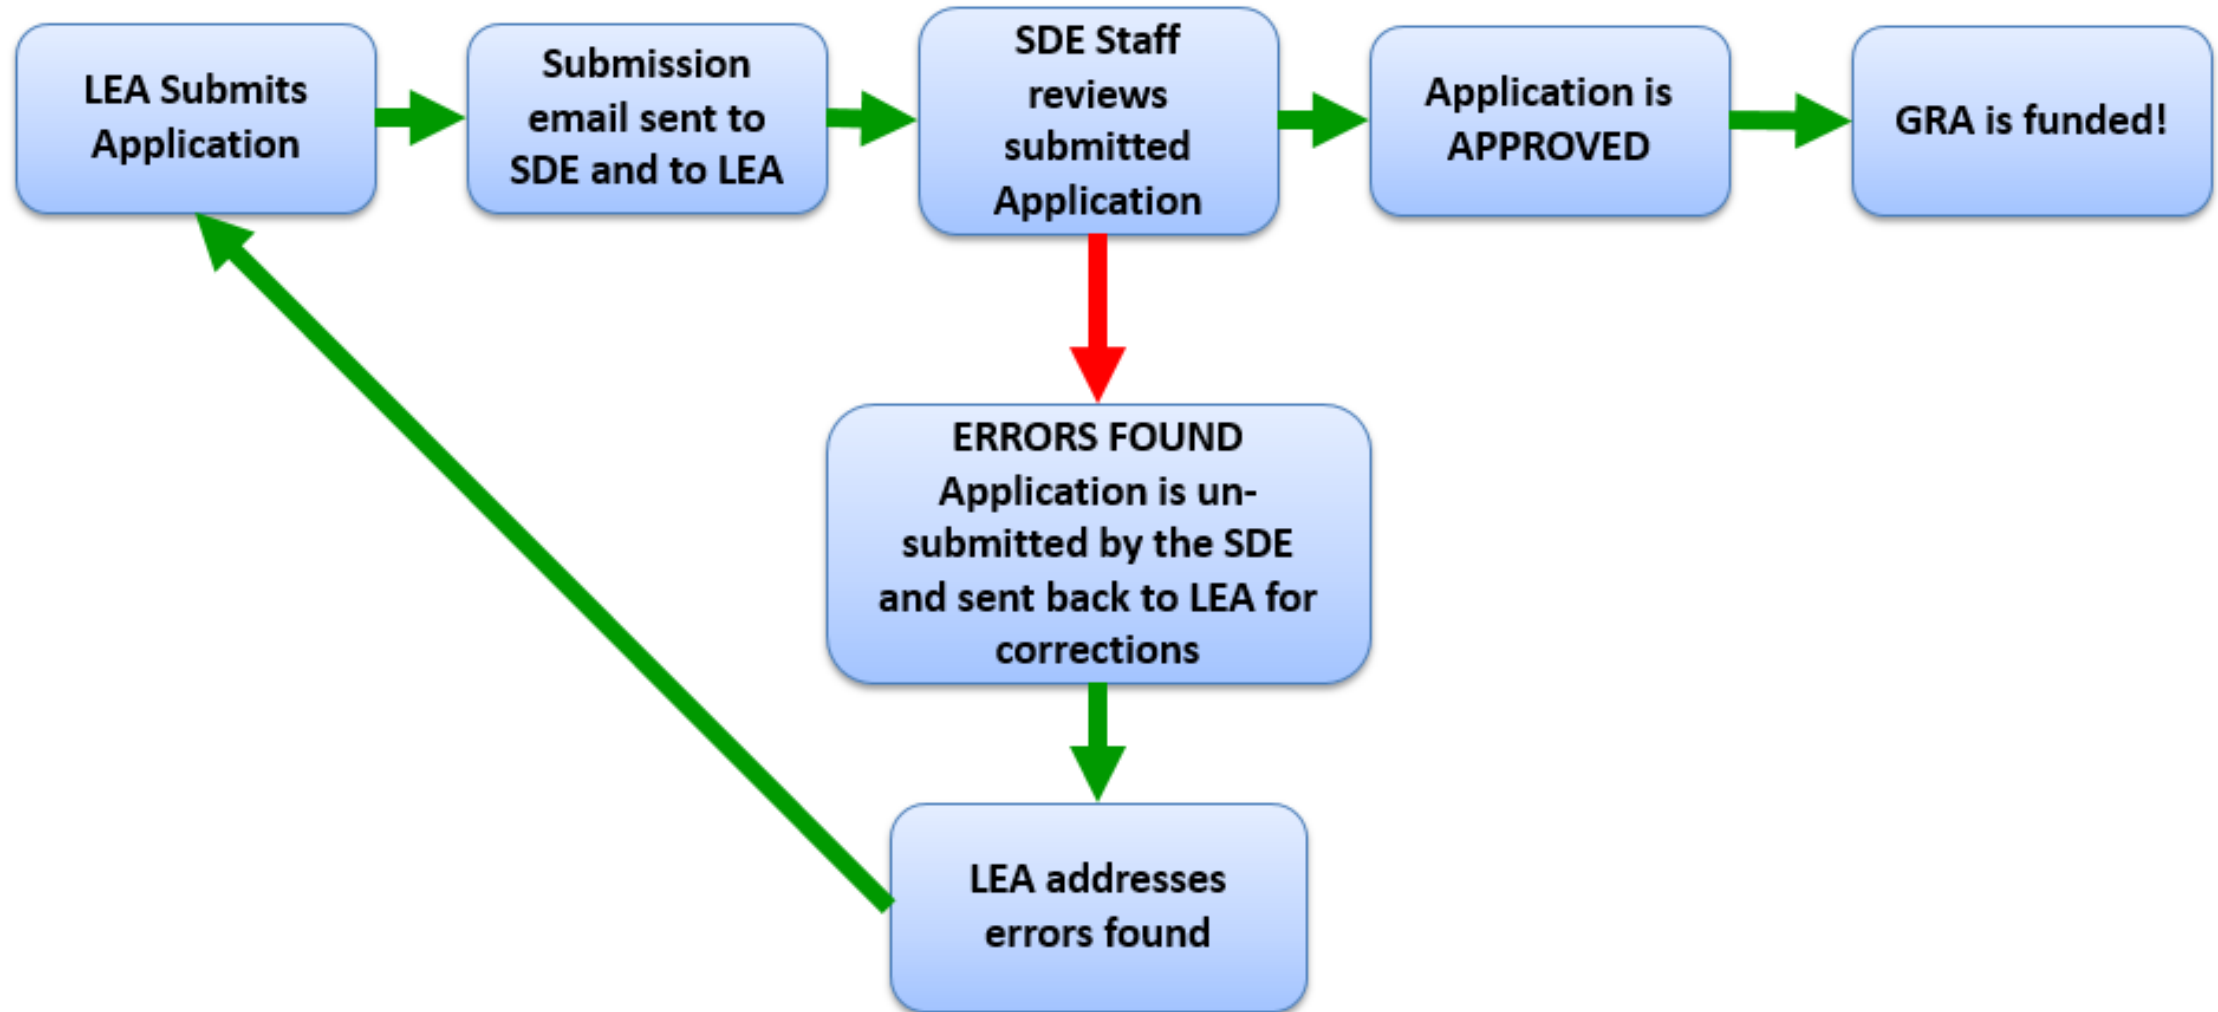 LEA Submits
Application
Submission
email sent to
SDE and to LEA
SDE Staff
reviews
submitted
Application
Application is
APPROVED
GRA is funded!
ERRORS FOUND
Application is un-
submitted by the SDE
and sent back to LEA for
corrections
LEA addresses
errors found